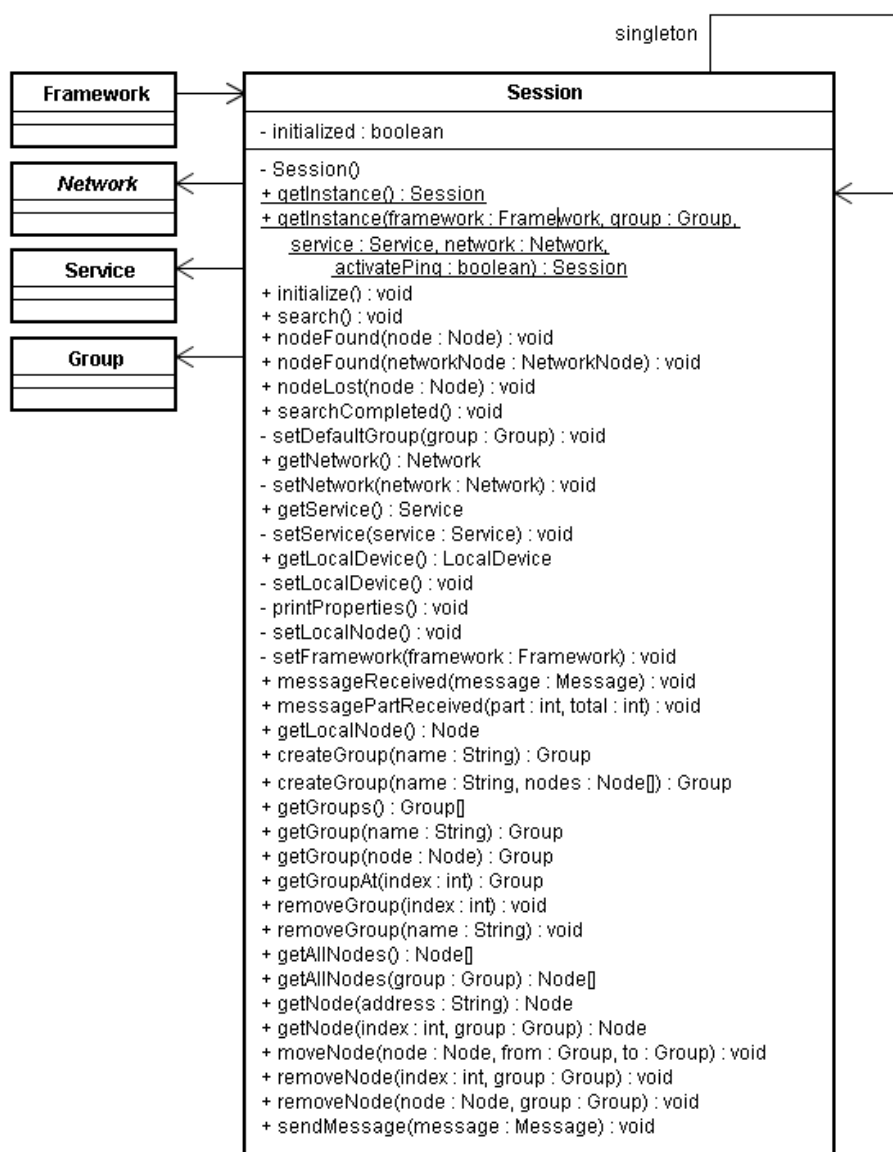 singleton
Framework
Network
Service
Group
Session
- initialized : boolean
- Session()
+ getInstance() : Session
+ getInstance(framework : Framework, group : Group,
service : Service, network : Network,
activatePing : boolean) : Session
+ initialize() : void
+ search() : void
+ nodeFound(node : Node) : void
+ nodeFound(networkNode : NetworkNode) : void
+ nodeLost(node : Node) : void
+ searchCompleted() : void
- setDefaultGroup(group : Group) : void
+ getNetwork() : Network
- setNetwork(network : Network) : void
+ getService() : Service
- setService(service : Service) : void
+ getLocalDevice() : LocalDevice
- setLocalDevice() : void
- printProperties() : void
- setLocalNode() : void
- setFramework(framework : Framework) : void
+ messageReceived(message : Message) : void
+ messagePartReceived(part : int, total : int) : void
+ getLocalNode() : Node
+ createGroup(name : String) : Group
+ createGroup(name : String, nodes : Node[]) : Group
+ getGroups() : Group[]
+ getGroup(name : String) : Group
+ getGroup(node : Node) : Group
+ getGroupAt(index : int) : Group
+ removeGroup(index : int) : void
+ removeGroup(name : String) : void
+ getAllNodes() : Node[]
+ getAllNodes(group : Group) : Node[]
+ getNode(address : String) : Node
+ getNode(index : int, group : Group) : Node
+ moveNode(node : Node, from : Group, to : Group) : void
+ removeNode(index : int, group : Group) : void
+ removeNode(node : Node, group : Group) : void
+ sendMessage(message : Message) : void